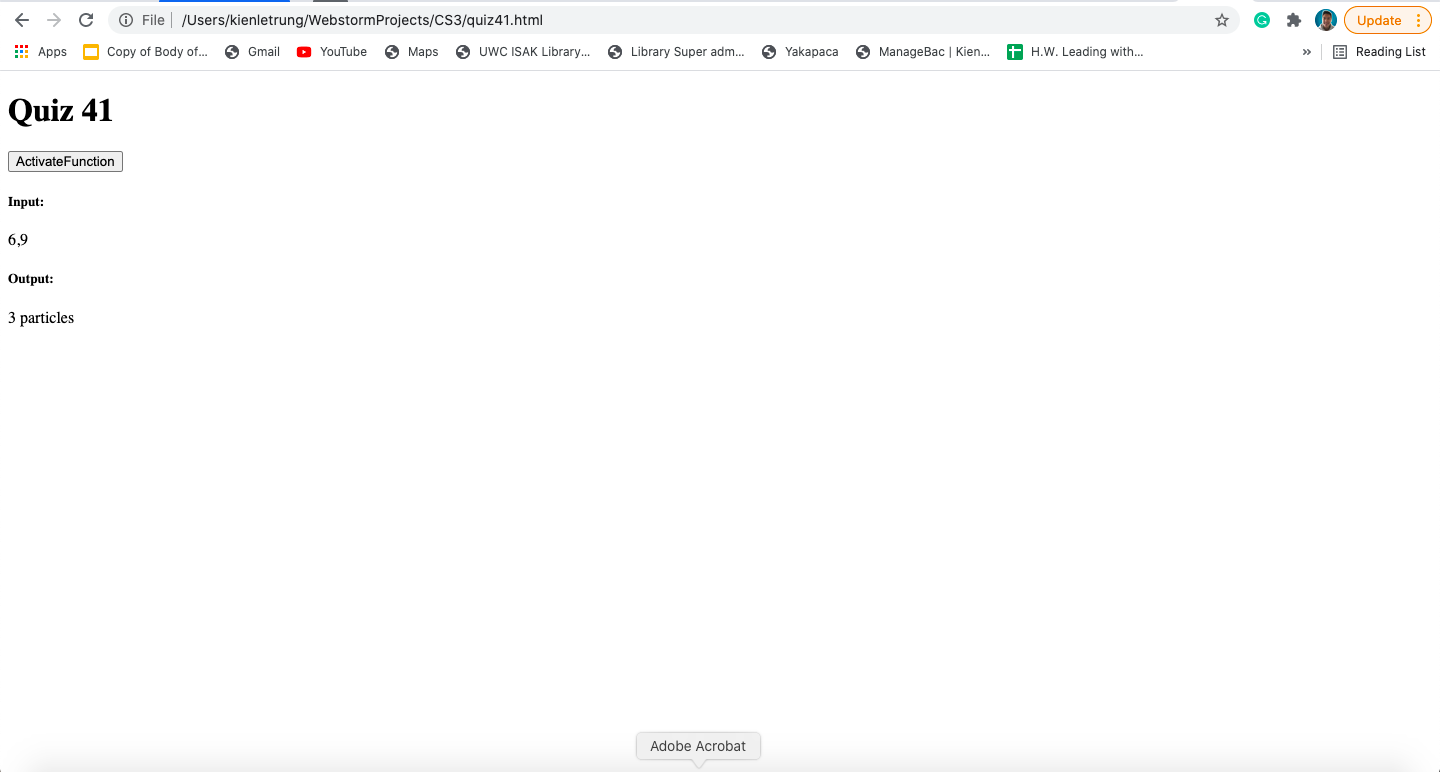 File /Users/kienletrung/WebstormProjects/CS3/quiz41.html Update
Apps Copy of Body of... Gmail YouTube Maps UWC ISAK Library... Library Super adm... Yakapaca ManageBac | Kien... H.W. Leading with... » Reading List
Quiz 41
ActivateFunction
Input:
6,9
Output:
3 particles
Adobe Acrobat